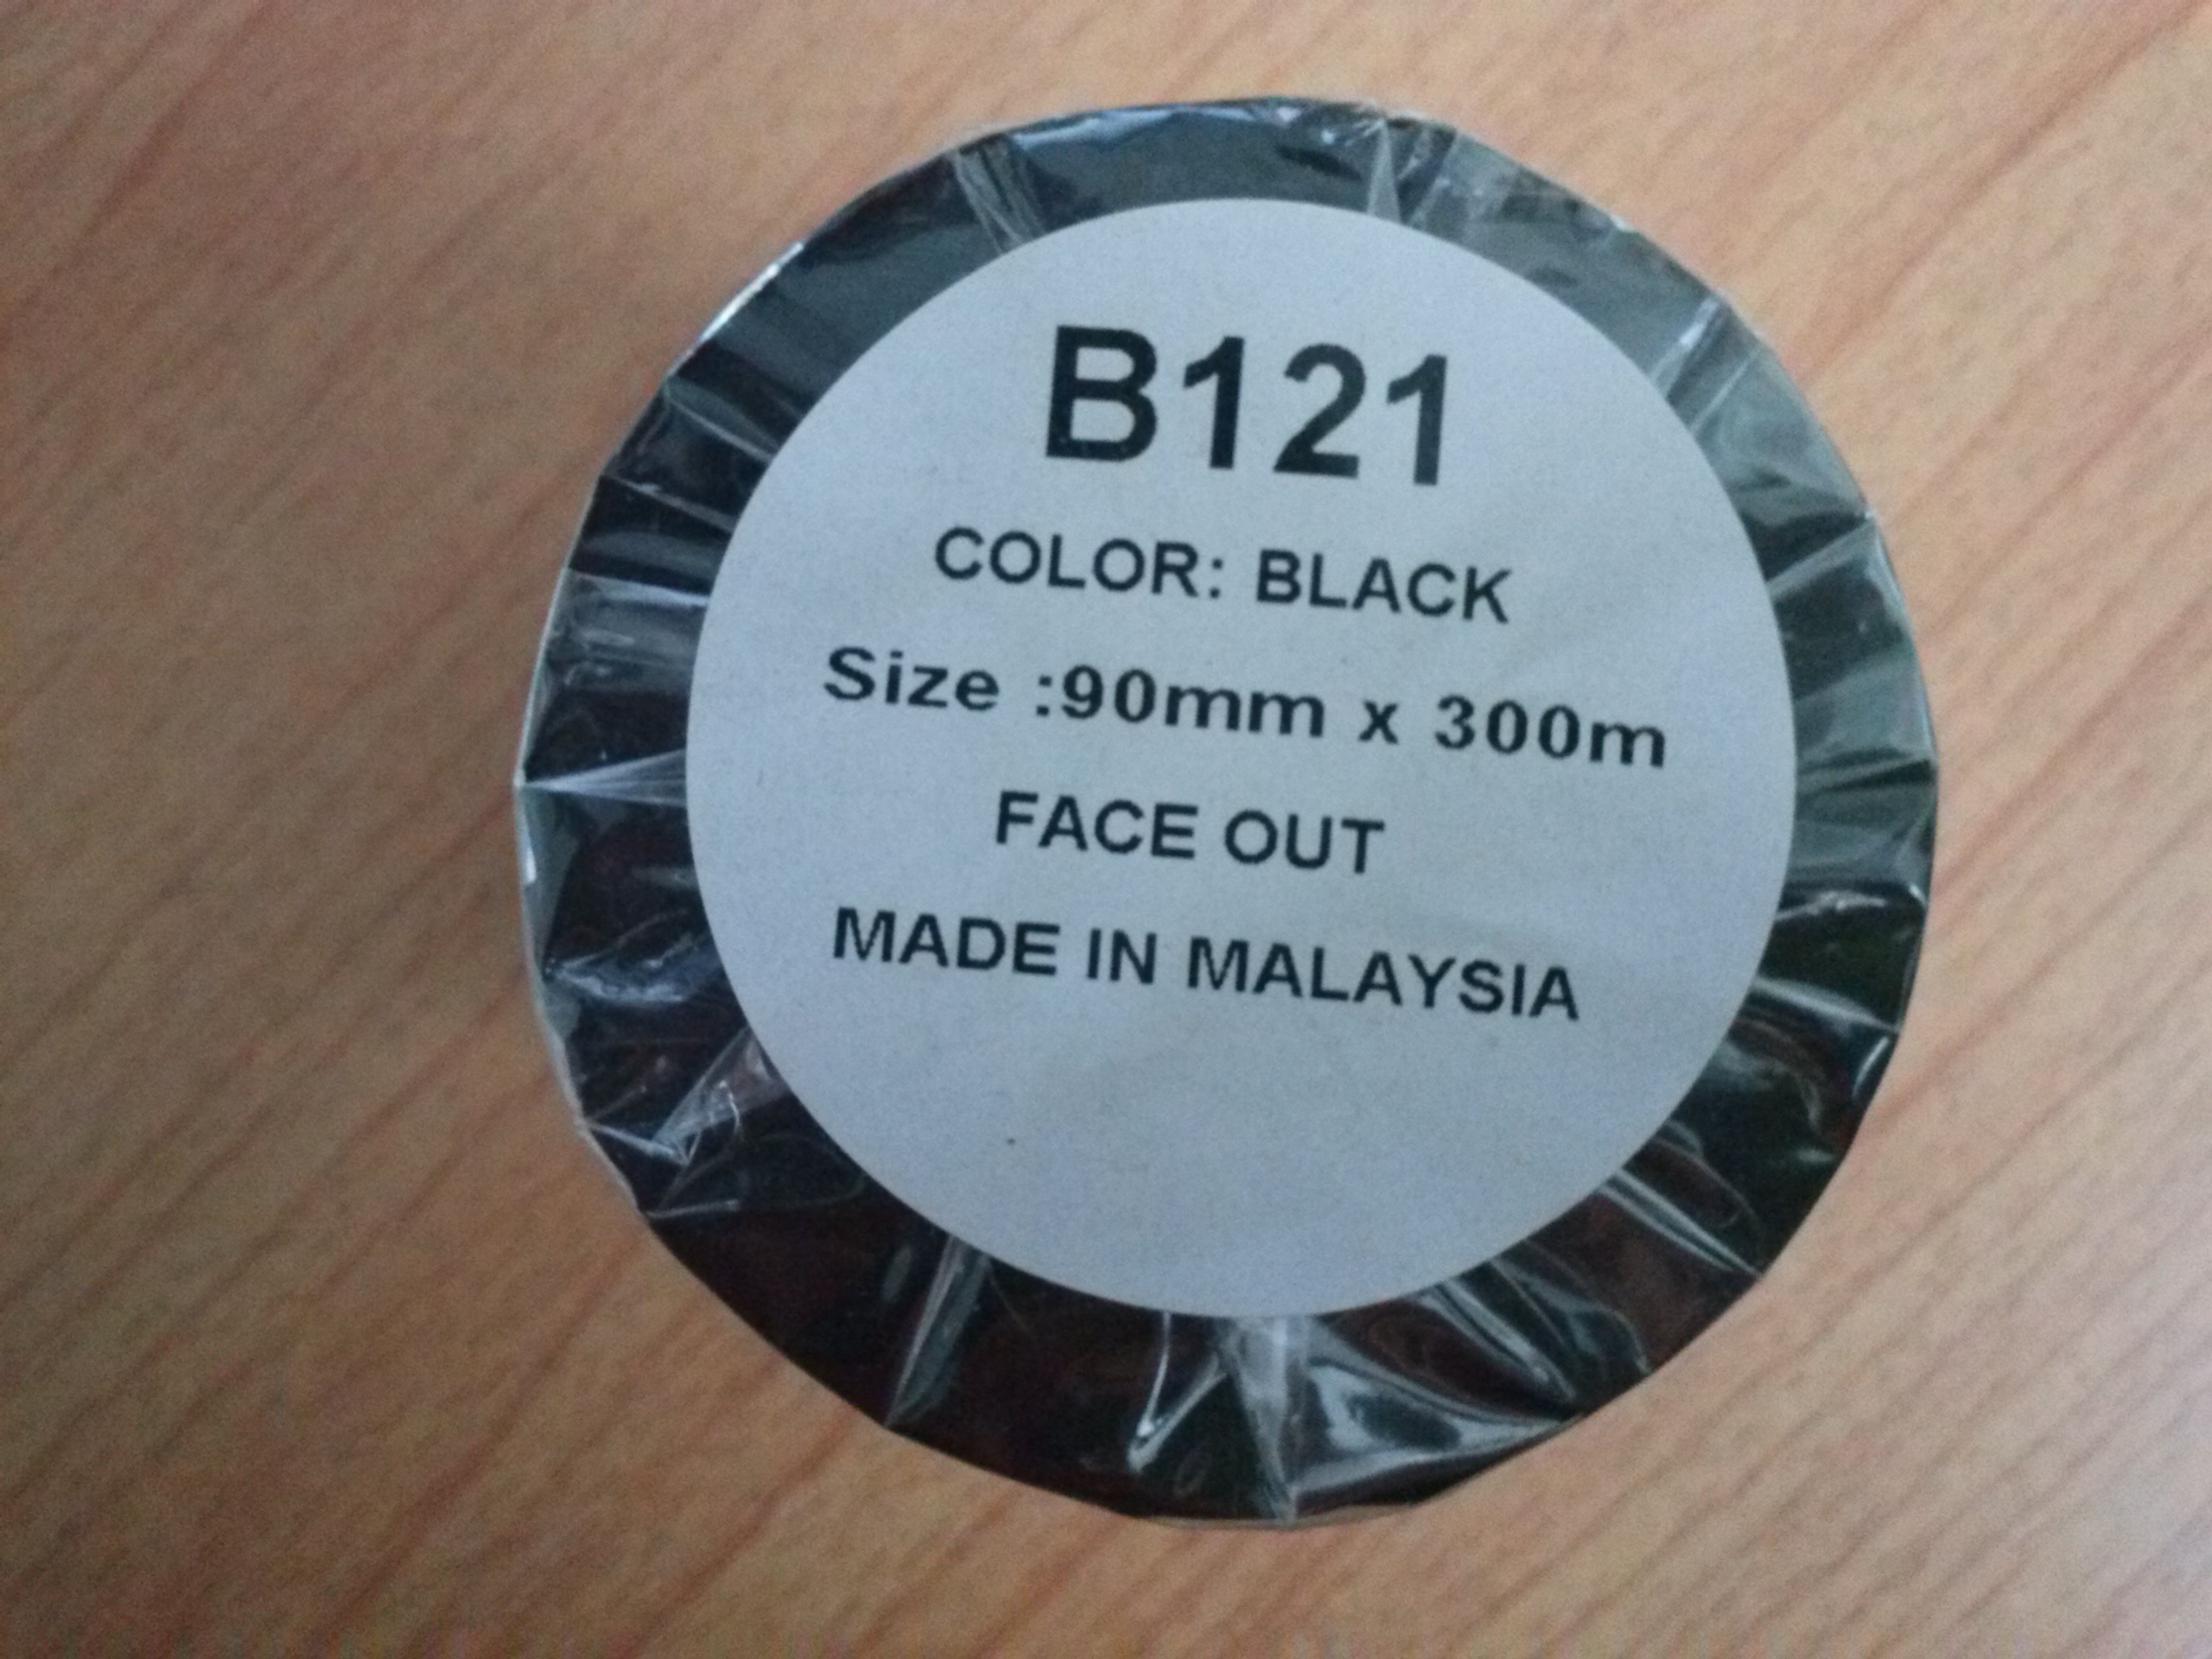 B121
COLOR: BLACK
Size :90mm x 300m
FACE OUT
MADE IN MALAYSIA